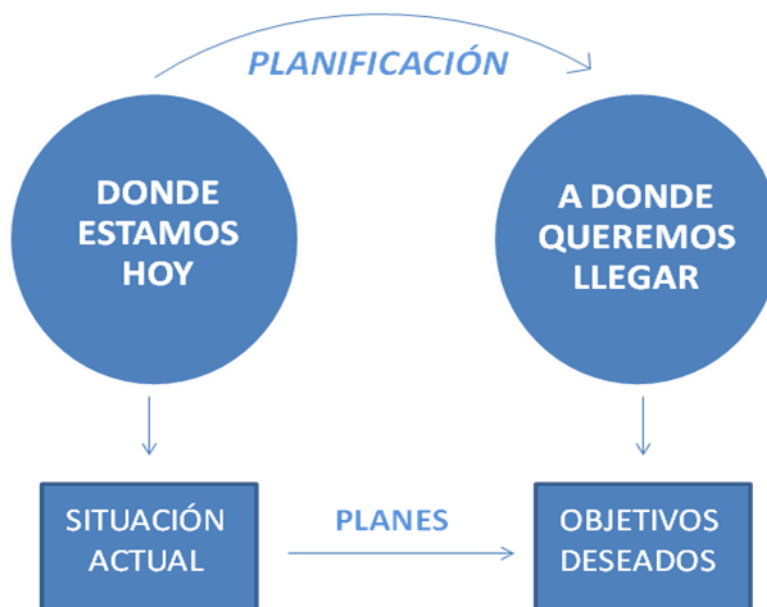 PLANIFICACIÓN
DONDE
ESTAMOS
HOY
A DONDE
QUEREMOS
LLEGAR
SITUACIÓN
ACTUAL
PLANES
OBJETIVOS
DESEADOS